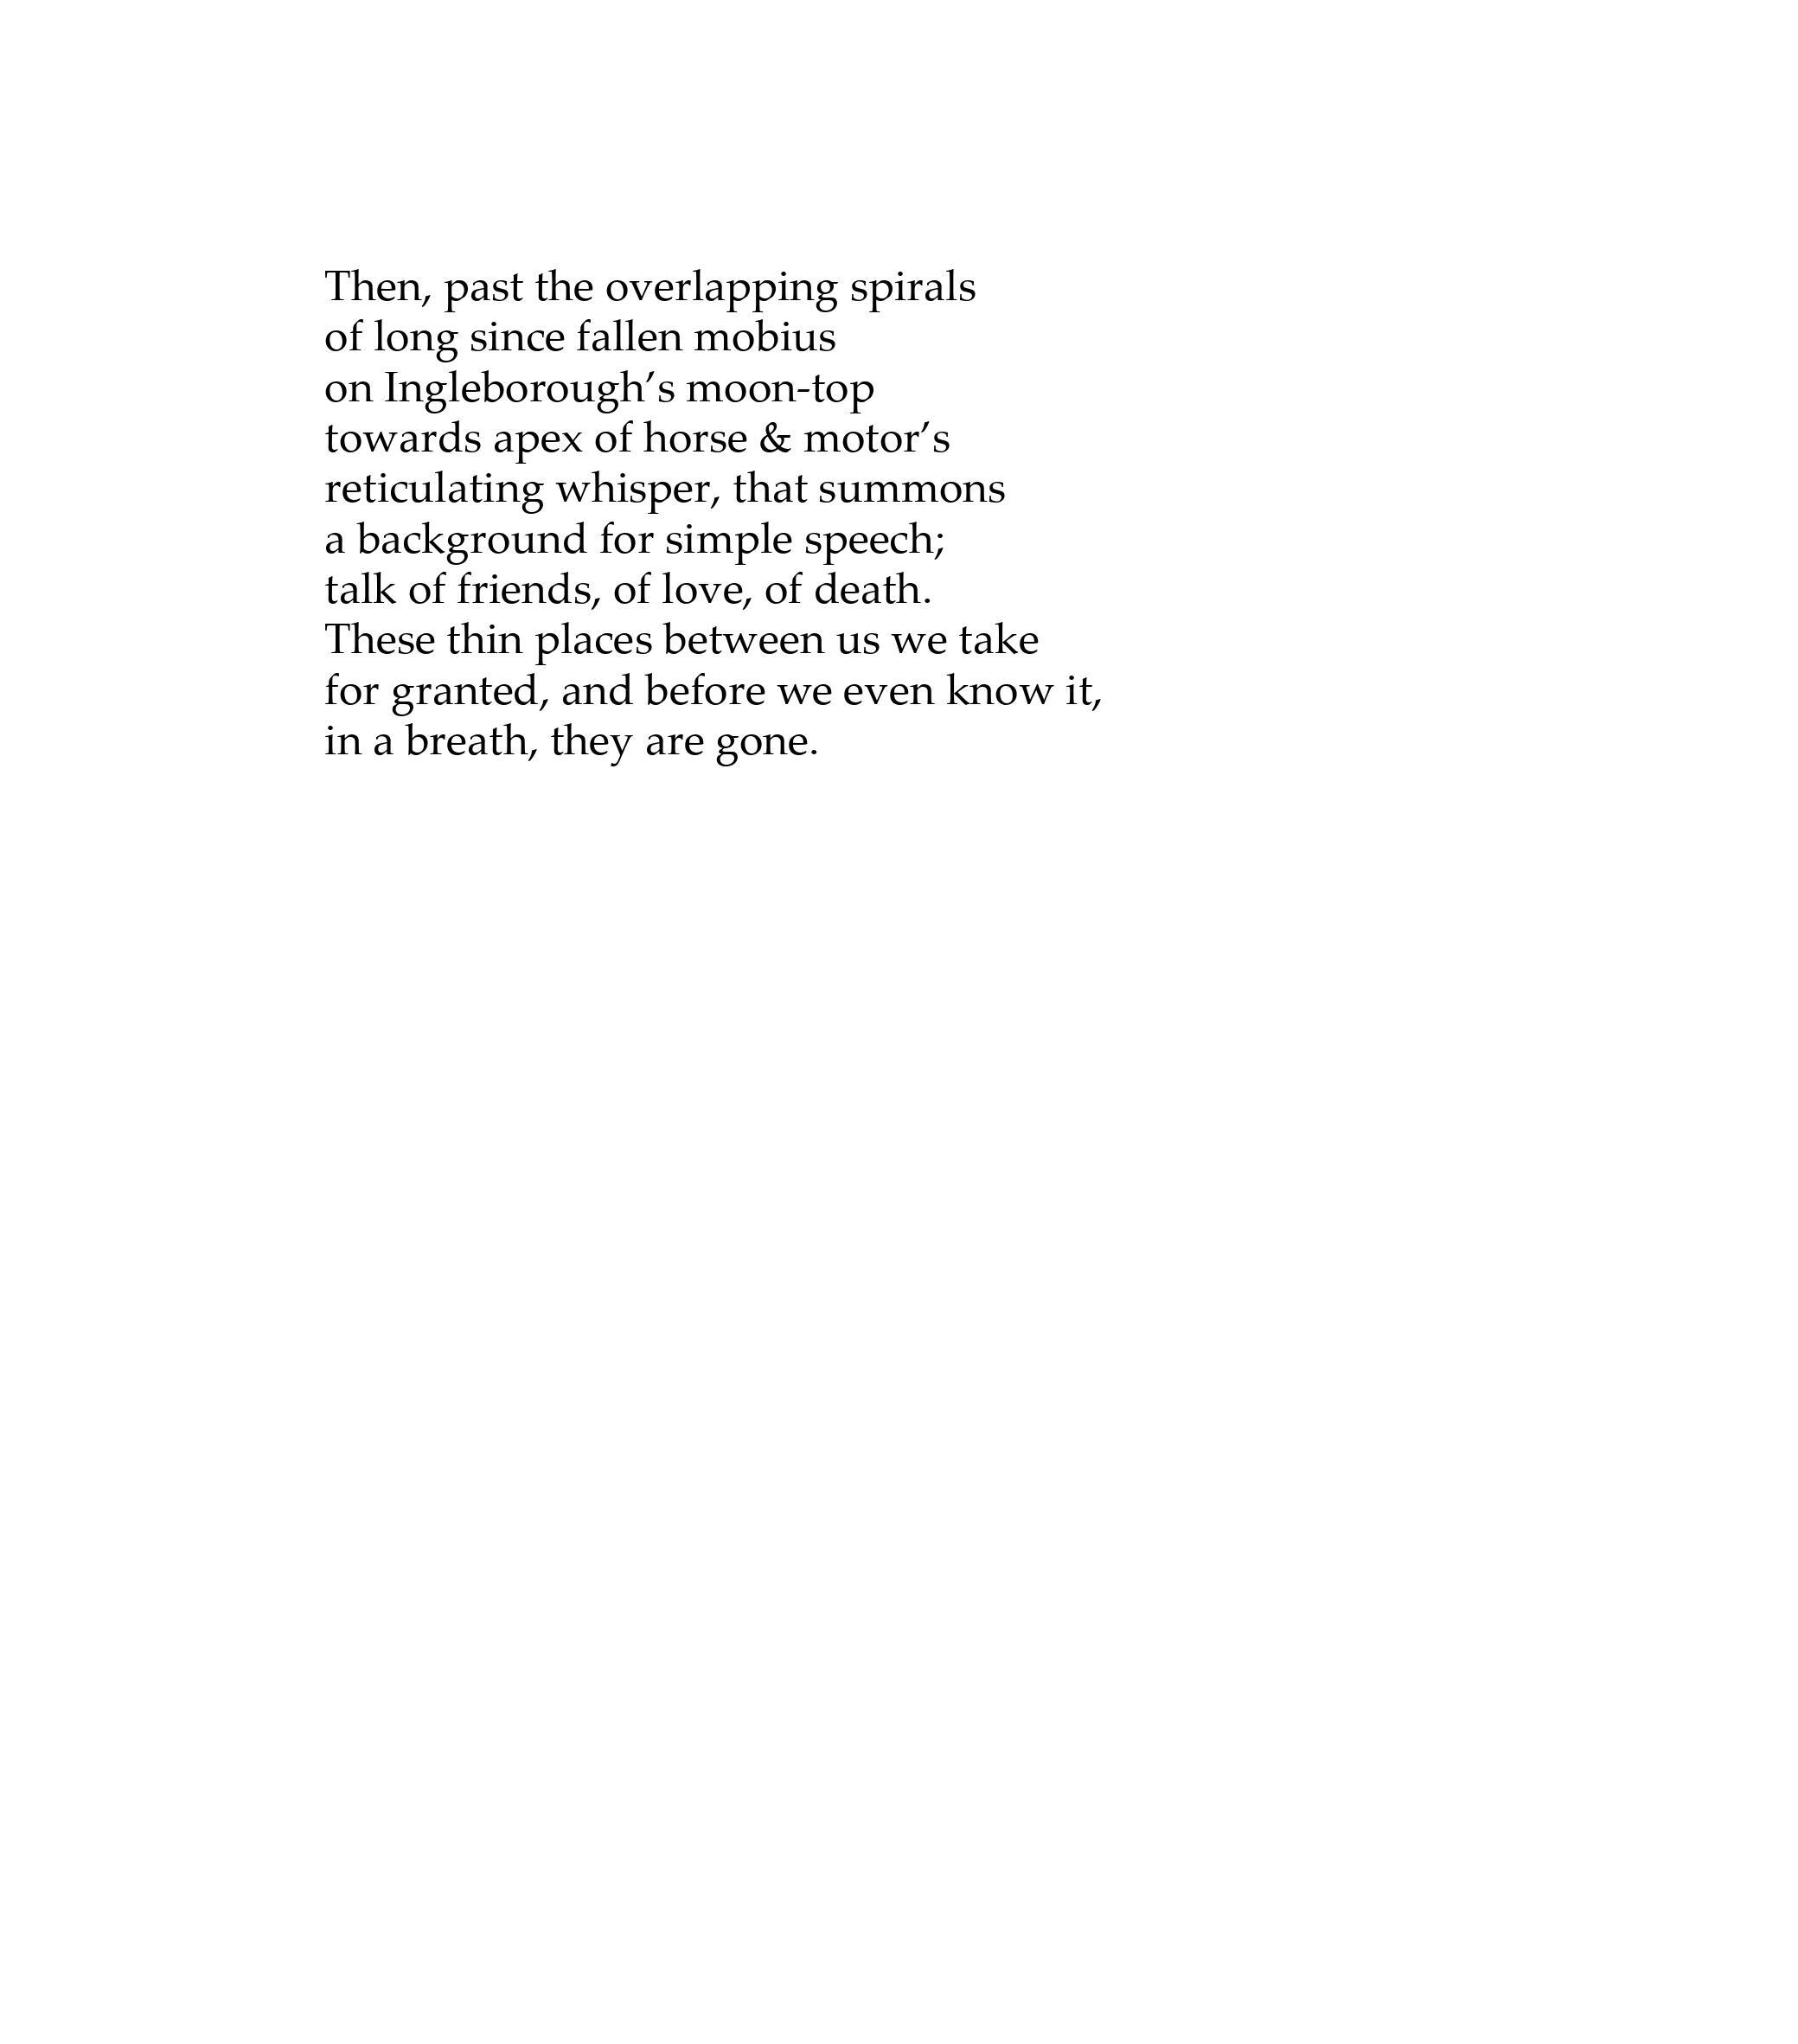 Then, past the overlapping spirals
of long since fallen mobius
on Ingleborough’s moon-top
towards apex of horse & motor’s
reticulating whisper, that summons
a background for simple speech;
talk of friends, of love, of death.
These thin places between us we take
for granted, and before we even know it,
in a breath, they are gone.